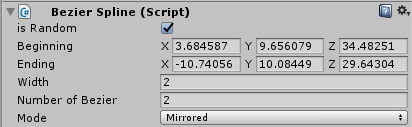 Bezier Spline (Script)
is Random
Beginning X 3.684587 Y 9.656079 Z 34.48251
Ending X -10.74056 Y 10.08449 Z 29.64304
Width 2
Number of Bezier 2
Mode Mirrored